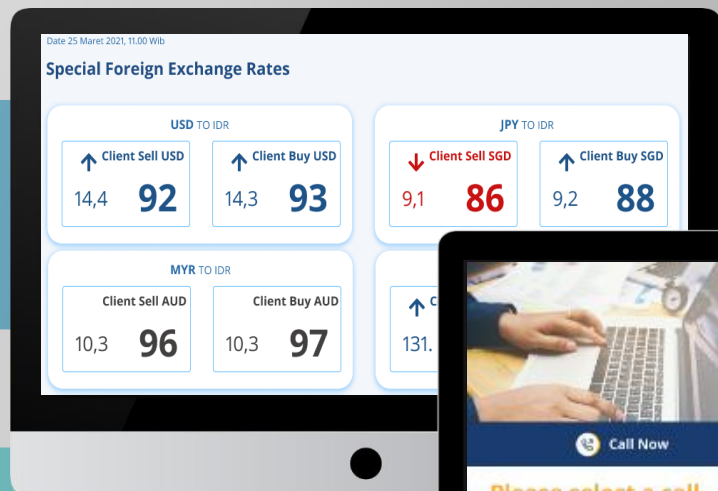 Date 25 Maret 2021, 11.00 Wib
Special Foreign Exchange Rates
USD TO IDR
Client Sell USD
14,4 92
Client Buy USD
14,3 93
JPY TO IDR
Client Sell SGD
9,1 86
Client Buy SGD
9,2 88
MYR TO IDR
Client Sell AUD
10,3 96
Client Buy AUD
10,3 97
131.
Call Now
Please select a call